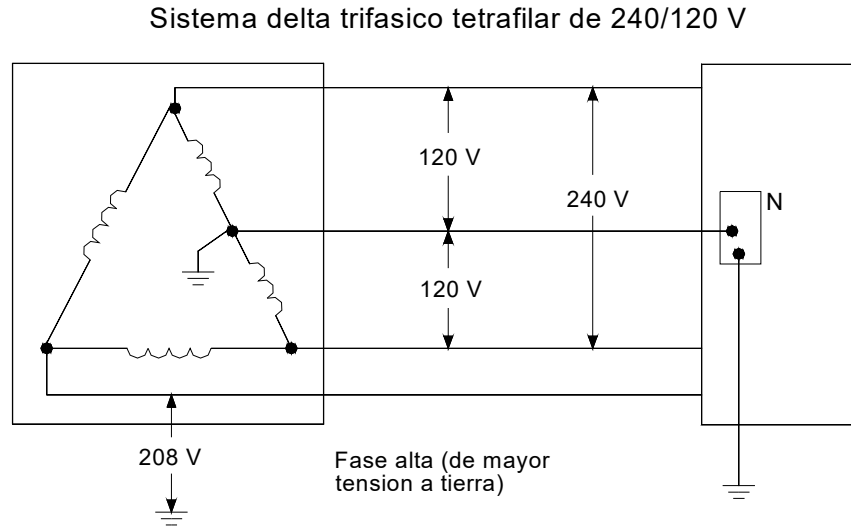 Sistema delta trifasico tetrafilar de 240/120 V
120 V
240 V
N
120 V
208 V
Fase alta (de mayor
tension a tierra)